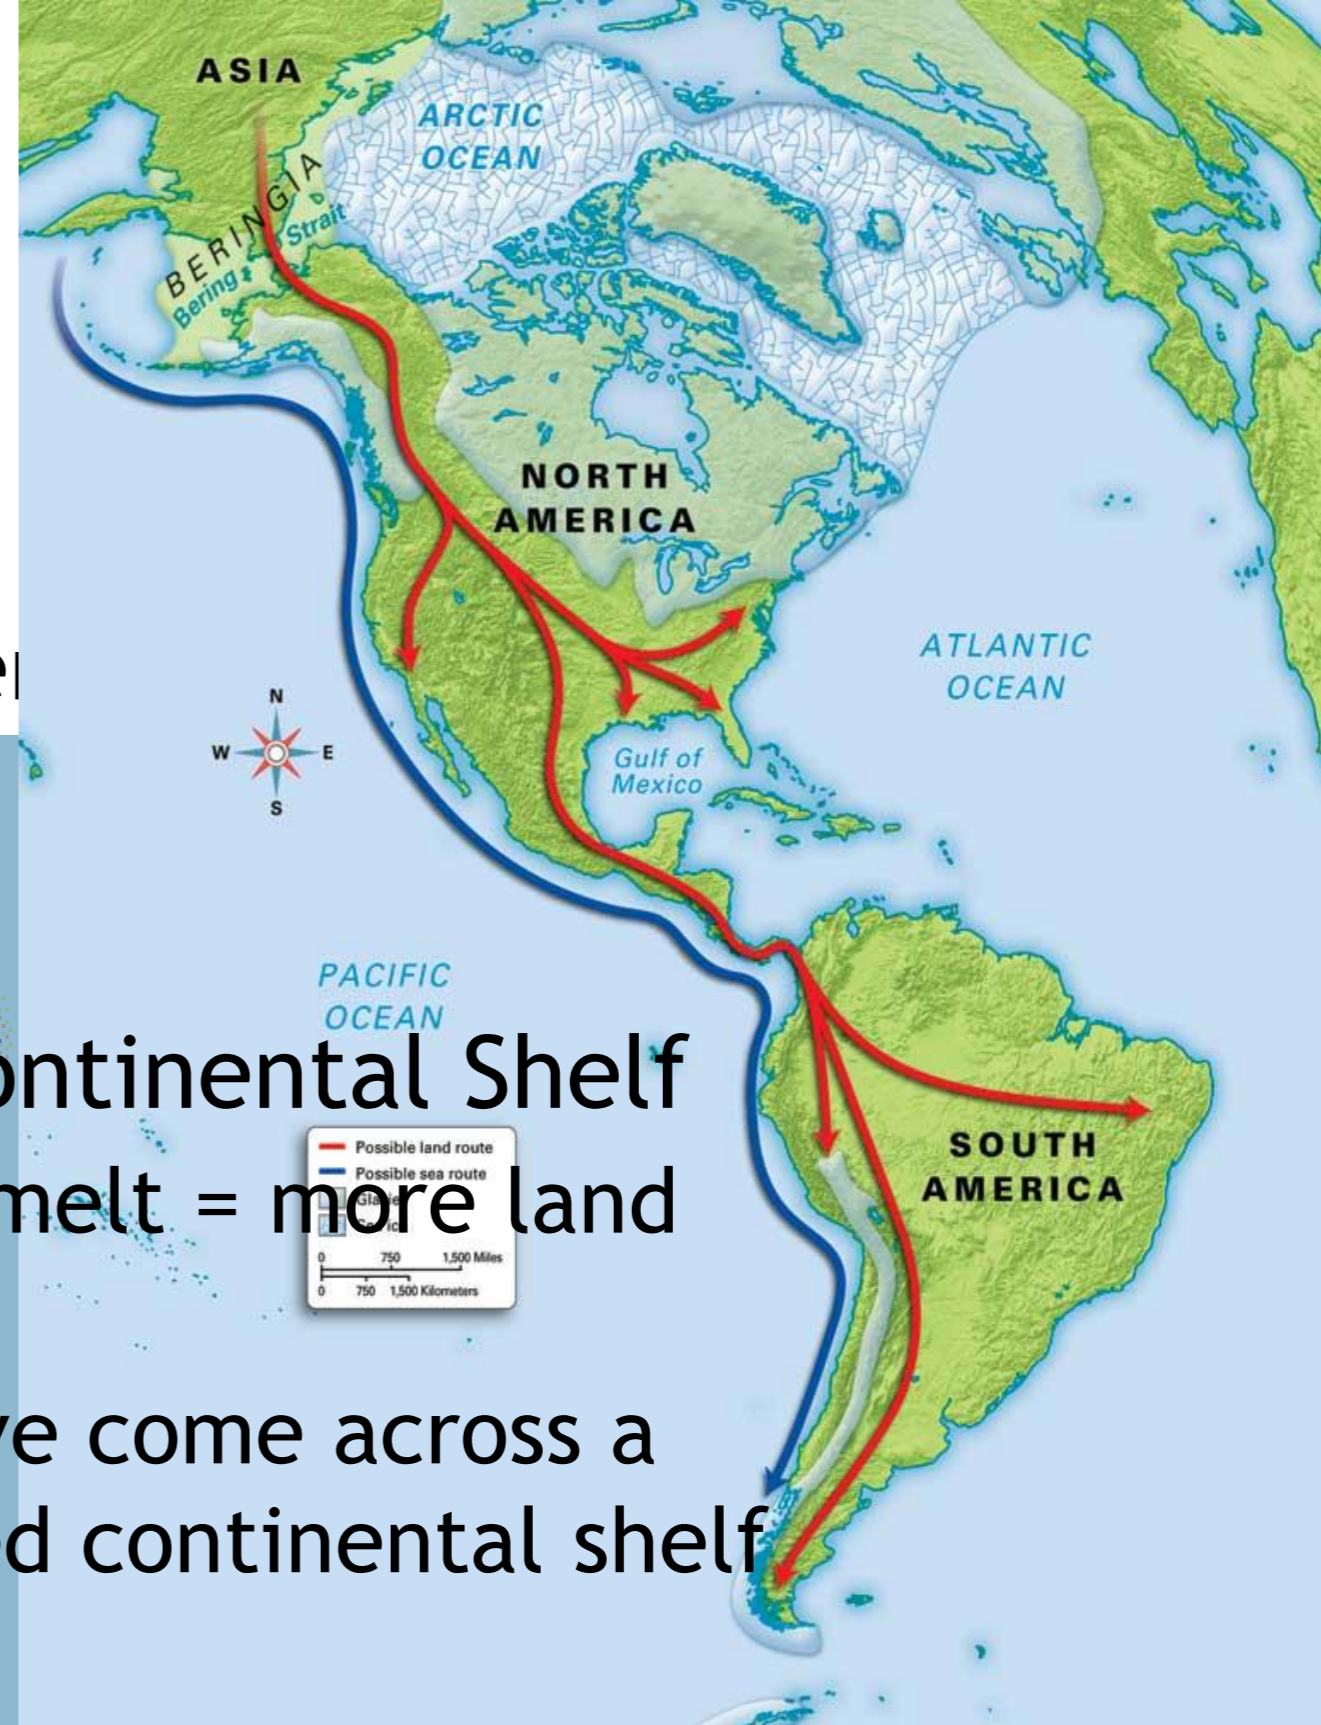 ASIA
ARCTIC
OCEAN
BERINGIA
Bering Strait
NORTH
AMERICA
ATLANTIC
OCEAN
N
W E
S
Gulf of
Mexico
PACIFIC
OCEAN
ontinental Shelf
Possible land route
Possible sea route
melt = more land
0 750 1,500 Miles
0 750 1,500 Kilometers
SOUTH
AMERICA
ve come across a
ed continental shelf